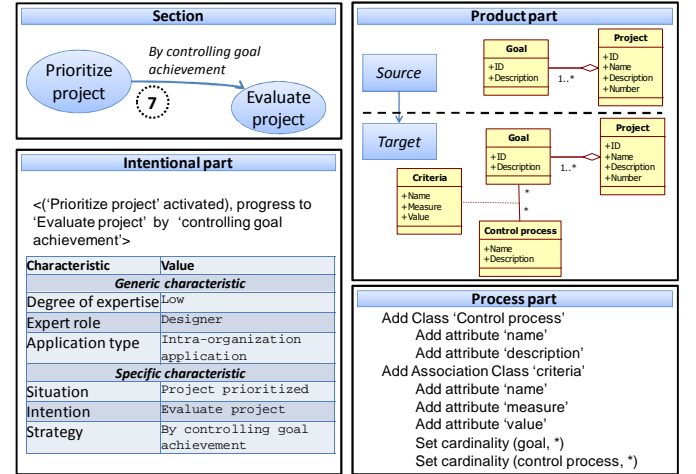 Section
By controlling goal
achievement
Prioritize
project
7
Evaluate
project
Intentional part
<(‘Prioritize project’ activated), progress to
‘Evaluate project’ by ‘controlling goal
achievement’>
Characteristic Value
Generic characteristic
Degree of expertise Low
Expert role Designer
Application type Intra-organization
application
Specific characteristic
Situation Project prioritized
Intention Evaluate project
Strategy By controlling goal
achievement
Product part
Source
Goal
+ID
+Description
1..*
Project
+ID
+Name
+Description
+Number
Target
Goal
+ID
+Description
1..*
Project
+ID
+Name
+Description
+Number
Criteria
+Name
+Measure
+Value
*
*
Control process
+Name
+Description
Process part
Add Class ‘Control process’
Add attribute ‘name’
Add attribute ‘description’
Add Association Class ‘criteria’
Add attribute ‘name’
Add attribute ‘measure’
Add attribute ‘value’
Set cardinality (goal, *)
Set cardinality (control process, *)